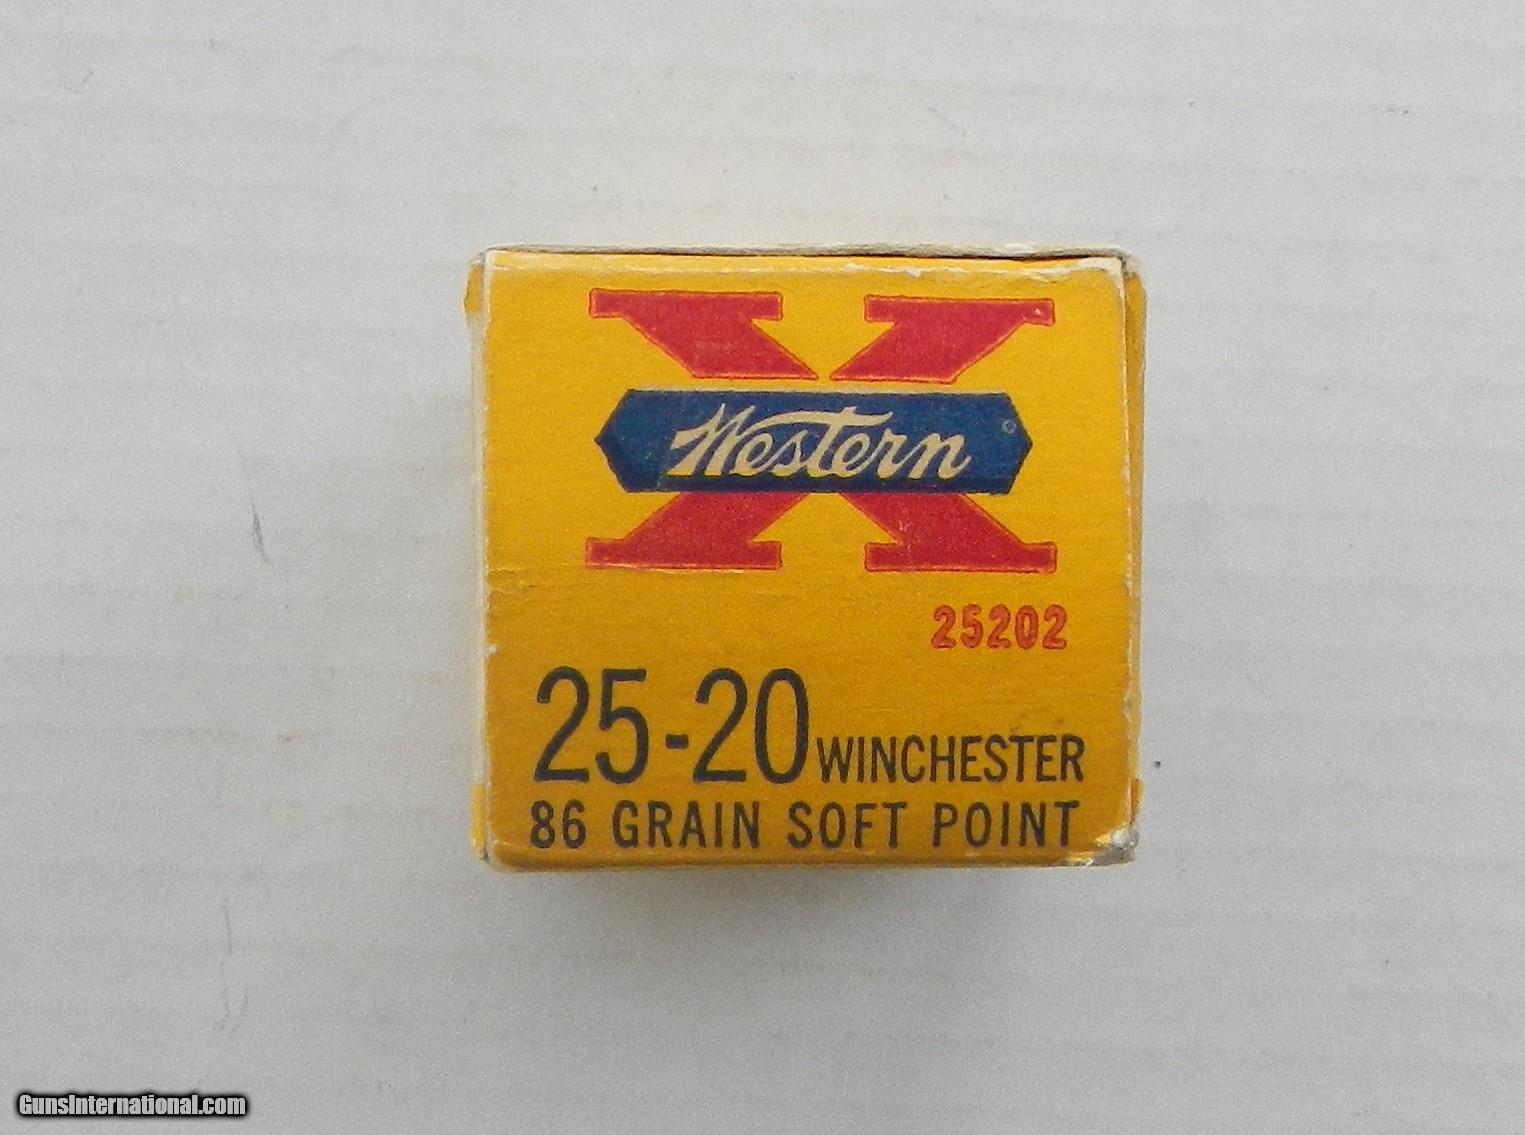 X
Western
25202
25-20 WINCHESTER
86 GRAIN SOFT POINT
GunsInternational.com